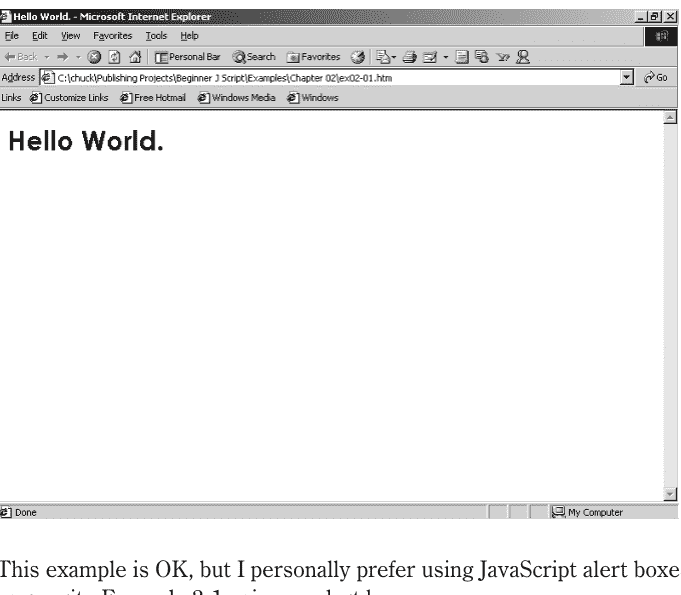 Hello World. - Microsoft Internet Explorer
File Edit View Favorites Tools Help
Back Personal Bar Search Favorites
Address C:\chuck\Publishing Projects\Beginner J Script\Examples\Chapter 02\ex02-01.htm Go
Links Customize Links Free Hotmail Windows Media Windows
Hello World.
Done My Computer
This example is OK, but I personally prefer using JavaScript alert boxe